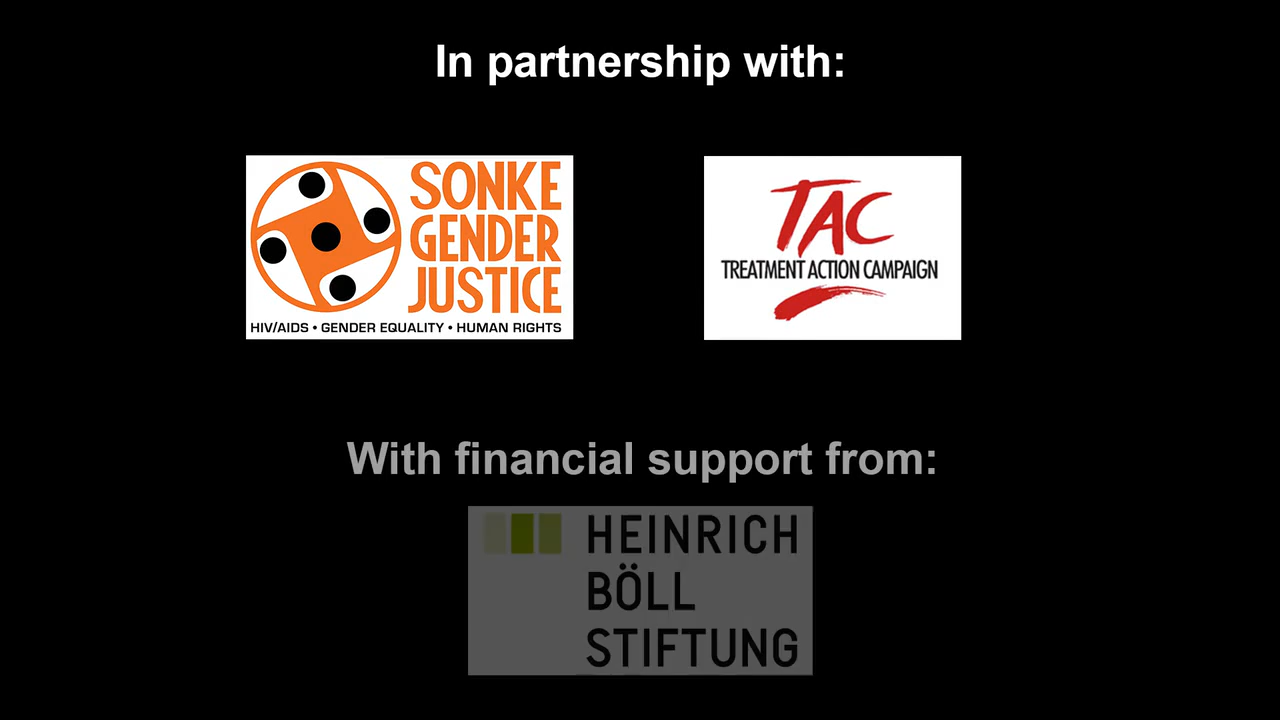 In partnership with:
SONKE
GENDER
JUSTICE
HIV/AIDS • GENDER EQUALITY • HUMAN RIGHTS
TAC
TREATMENT ACTION CAMPAIGN
With financial support from:
HEINRICH
BÖLL
STIFTUNG